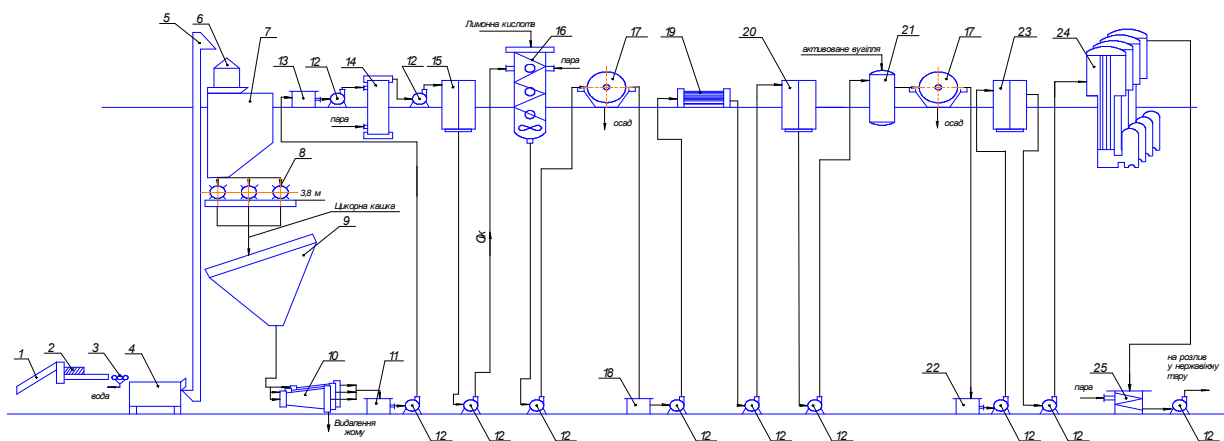 Лимонна кислота
5
6
7
13
12
14
12
15
16
17
19
20
активоване вугілля
21
17
23
24
пара
пара
осад
осад
8
3,8 м
Цикорна кашка
9
Сік
1
2
3
4
вода
10
11
Видалення
жому
12
12
12
18
12
12
12
22
12
12
пара
25
на розлив
у нержавіючу
тару
12